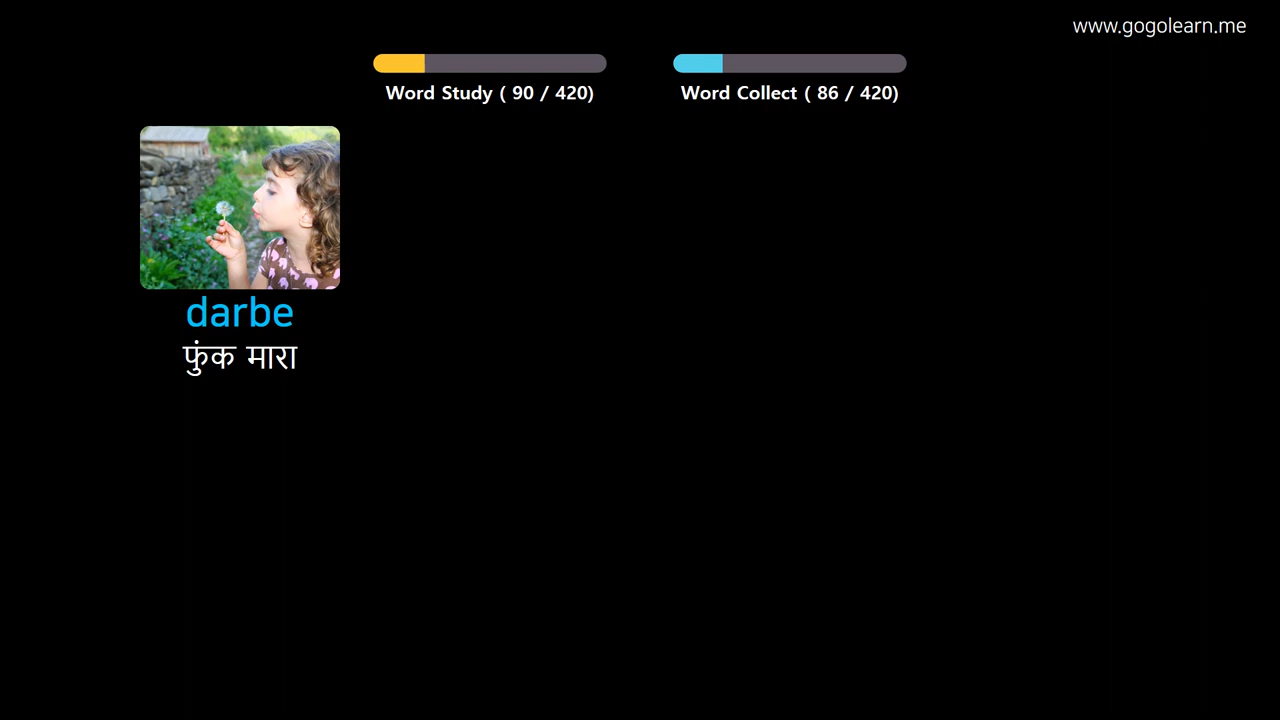 www.gogolearn.me
Word Study ( 90 / 420)
Word Collect ( 86 / 420)
darbe
फुंक मारा